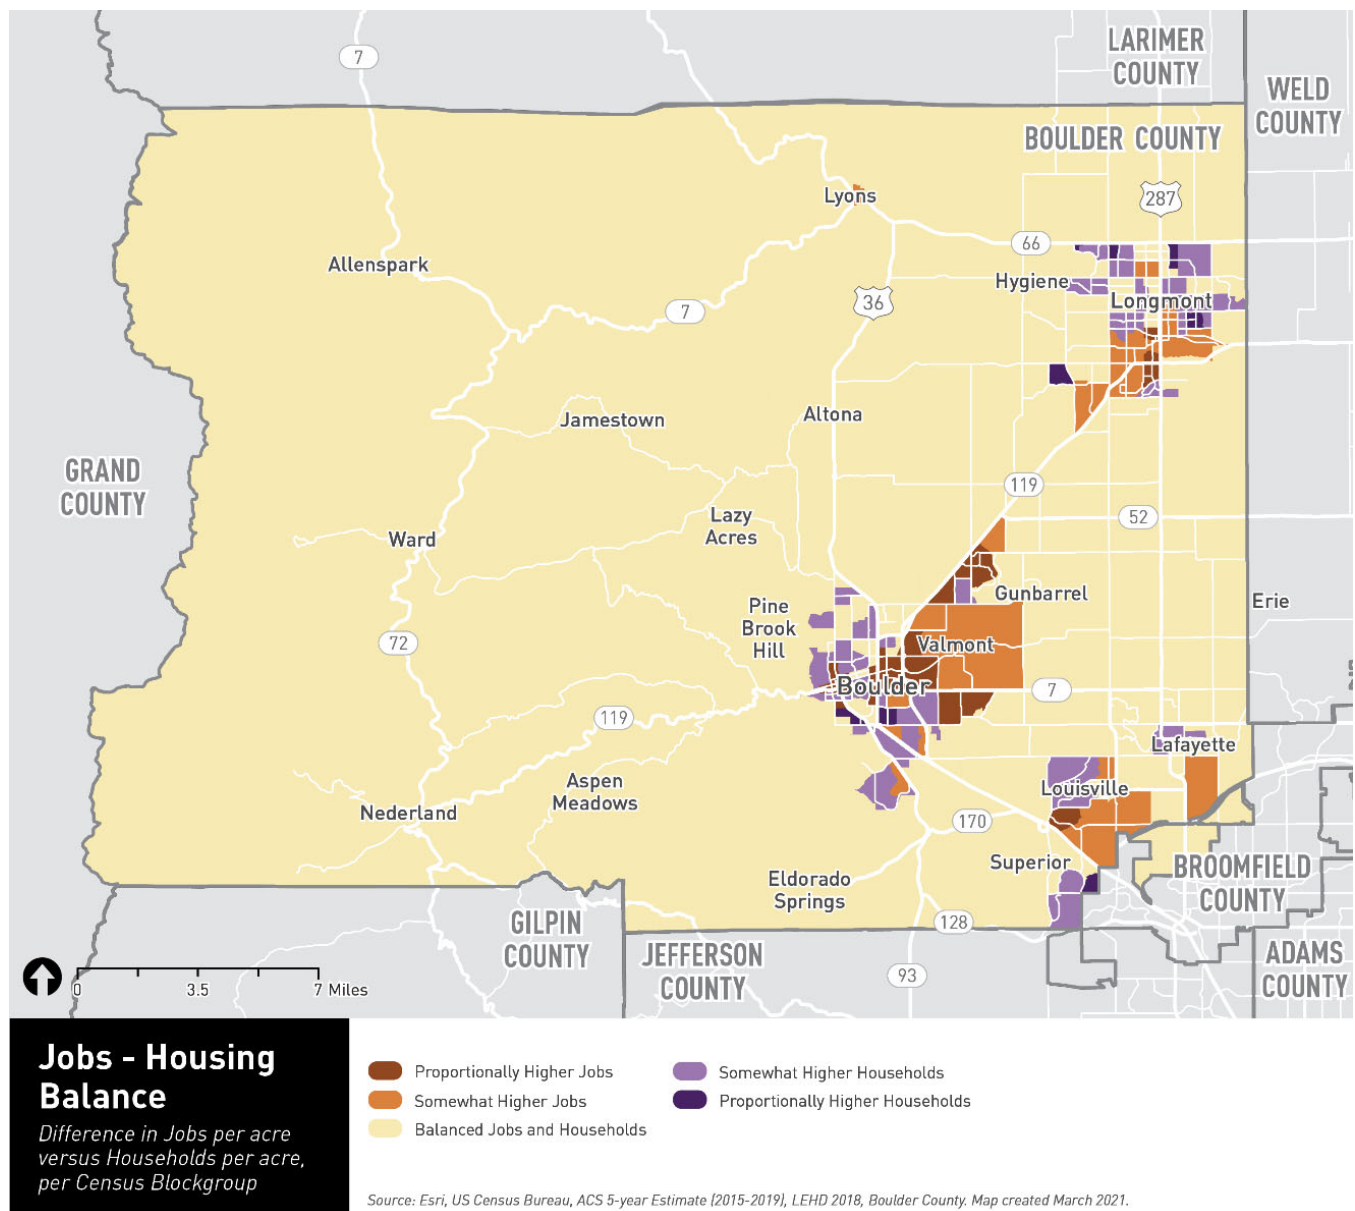 7
LARIMER
COUNTY
WELD
COUNTY
BOULDER COUNTY
Lyons
287
66
Allenspark
Hygiene
36
Longmont
7
Jamestown
Altona
GRAND
COUNTY
119
52
Lazy
Acres
Ward
Gunbarrel
Erie
Pine
Brook
Hill
72
Valmont
Boulder
7
119
Lafayette
Aspen
Meadows
Louisville
Nederland
170
Superior
BROOMFIELD
COUNTY
Eldorado
Springs
GILPIN
COUNTY
128
JEFFERSON
COUNTY
ADAMS
COUNTY
93
0 3.5 7 Miles
Jobs - Housing
Balance
Difference in Jobs per acre
versus Households per acre,
per Census Blockgroup
Proportionally Higher Jobs
Somewhat Higher Jobs
Balanced Jobs and Households
Somewhat Higher Households
Proportionally Higher Households
Source: Esri, US Census Bureau, ACS 5-year Estimate (2015-2019), LEHD 2018, Boulder County. Map created March 2021.